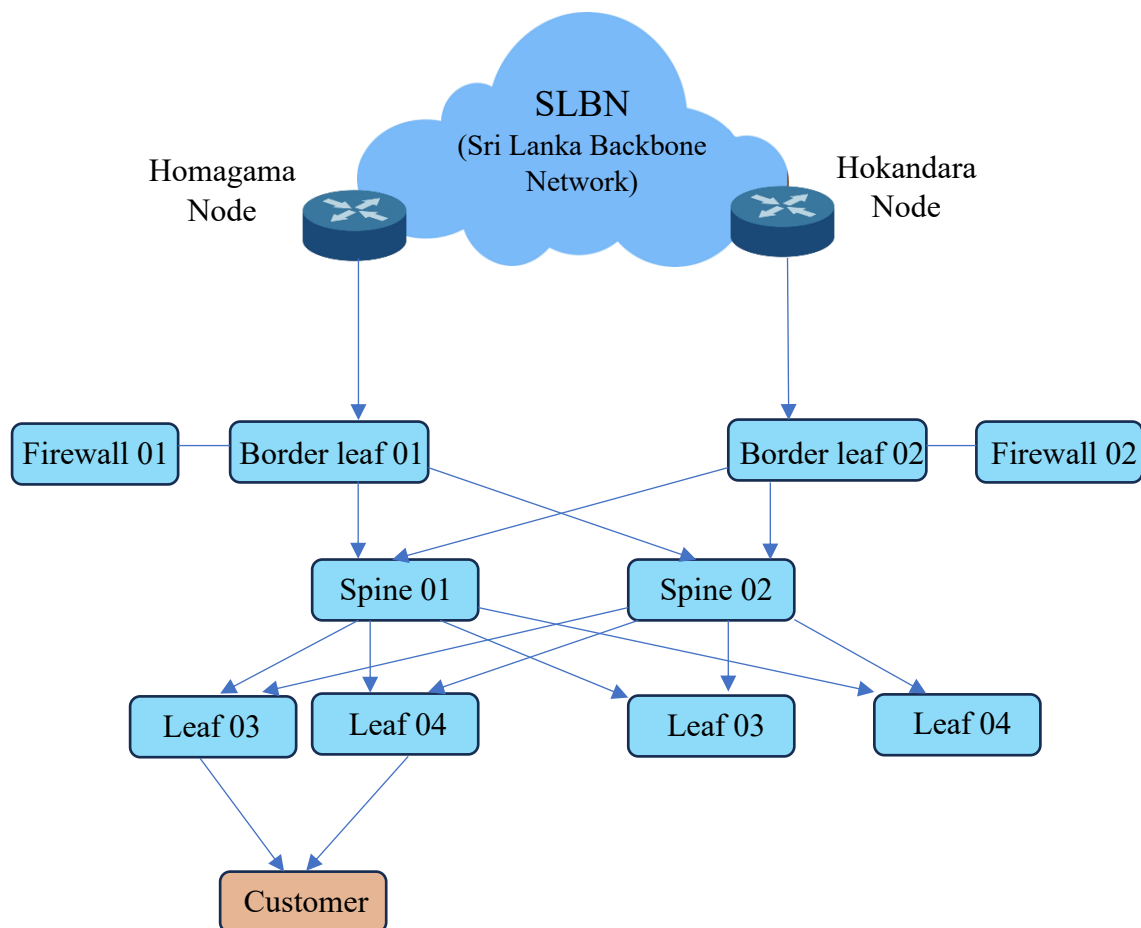 SLBN
(Sri Lanka Backbone
Network)
Homagama
Node
Hokandara
Node
Firewall 01
Border leaf 01
Border leaf 02
Firewall 02
Spine 01
Spine 02
Leaf 03
Leaf 04
Leaf 03
Leaf 04
Customer